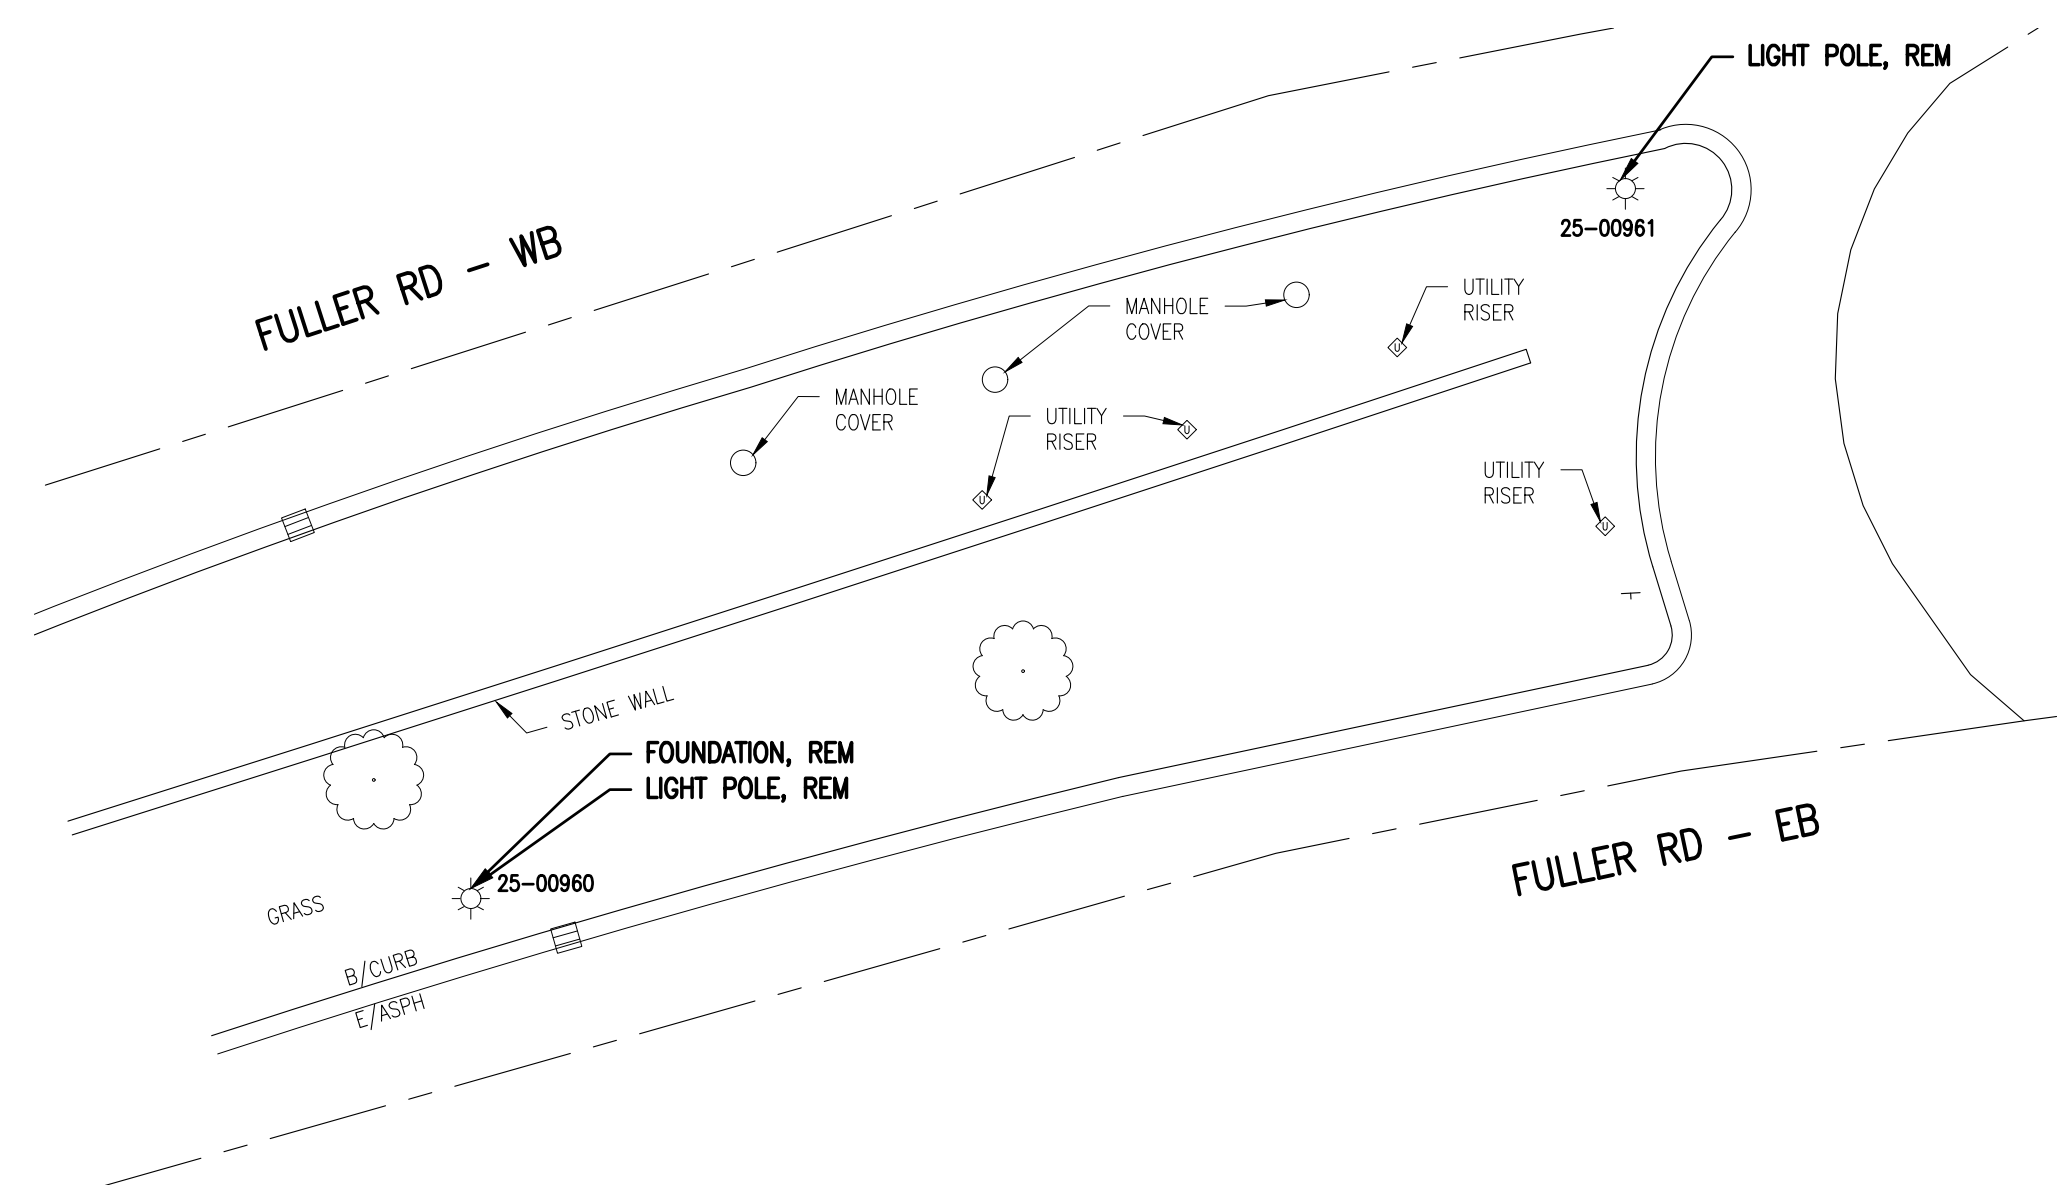 LIGHT POLE, REM
25-00961
FULLER RD - WB
MANHOLE
COVER
UTILITY
RISER
MANHOLE
COVER
UTILITY
RISER
UTILITY
RISER
U
U
U
U
STONE WALL
FOUNDATION, REM
LIGHT POLE, REM
25-00960
FULLER RD - EB
GRASS
B/CURB
E/ASPH